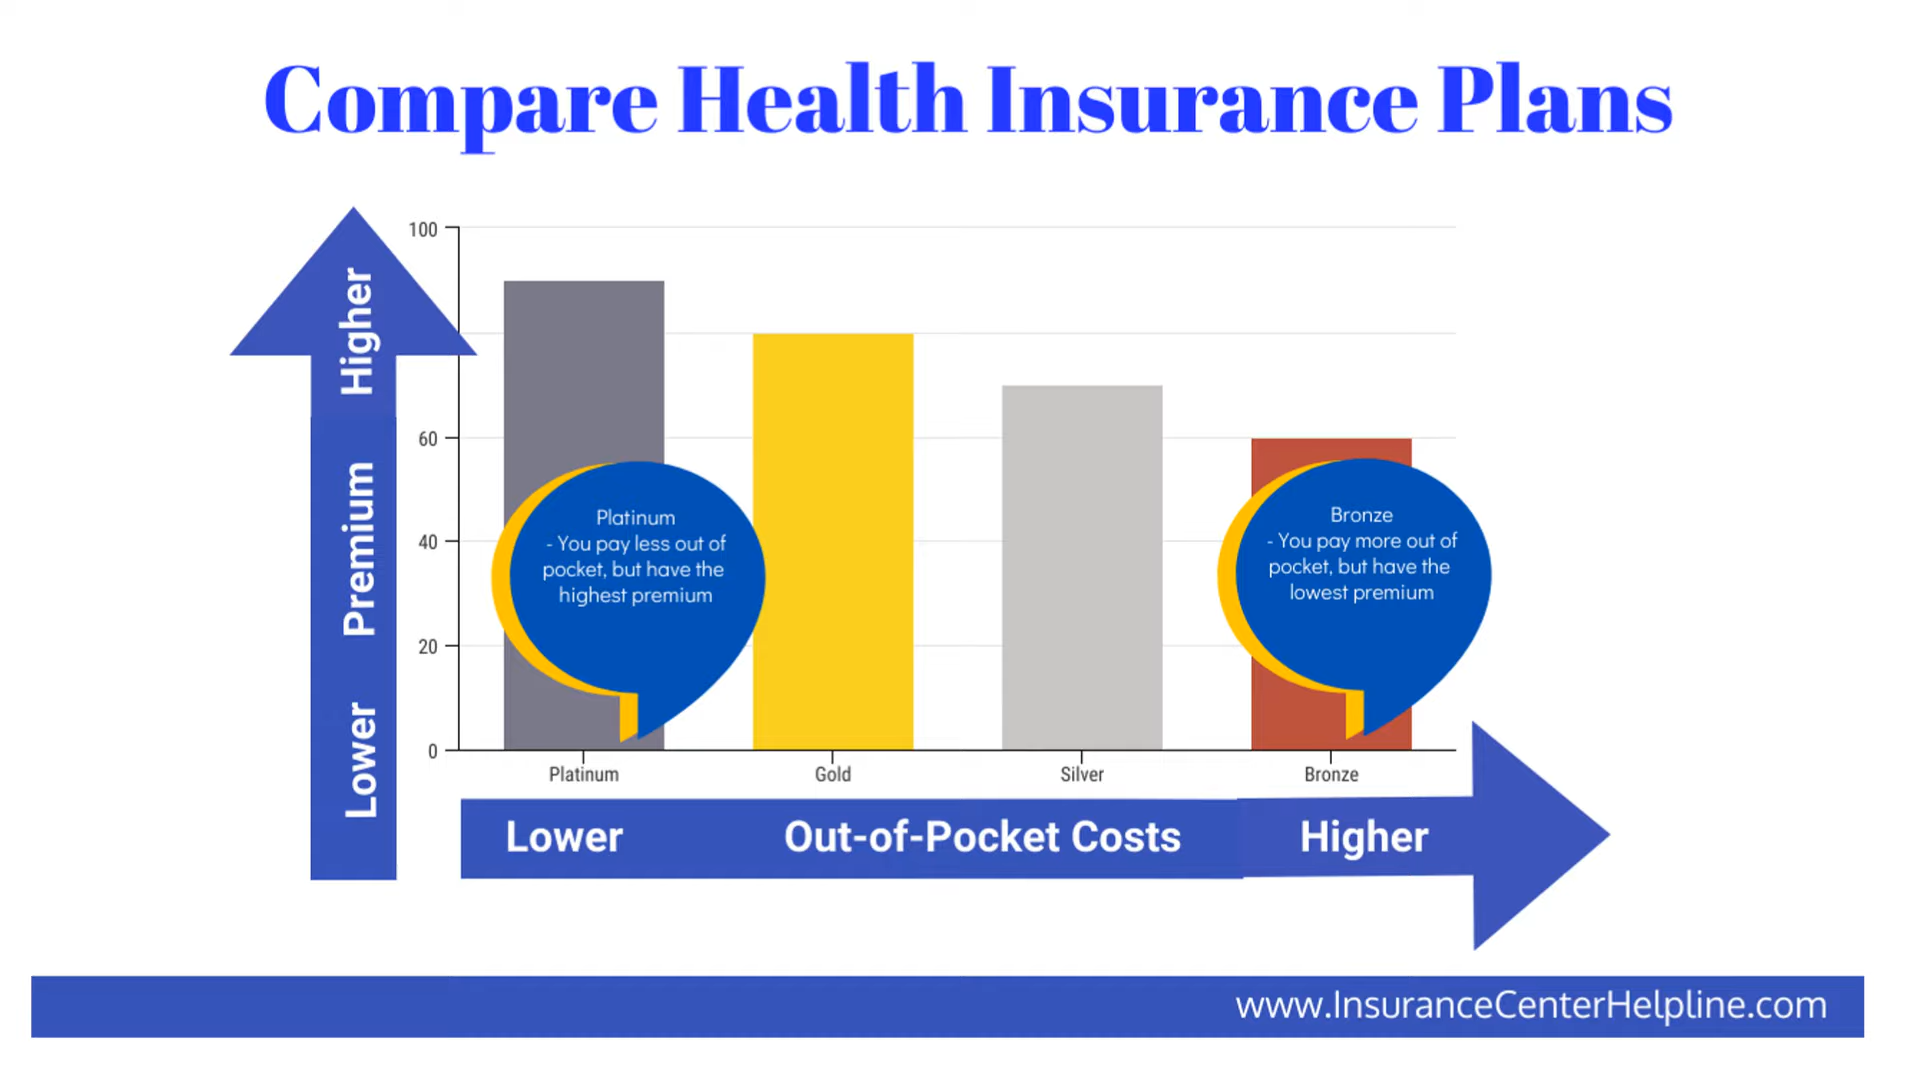 Compare Health Insurance Plans
Higher
Premium
Lower
100
60
40
20
0
Platinum
- You pay less out of
pocket, but have the
highest premium
Bronze
- You pay more out of
pocket, but have the
lowest premium
Platinum
Gold
Silver
Bronze
Lower
Out-of-Pocket Costs
Higher
www.InsuranceCenterHelpline.com